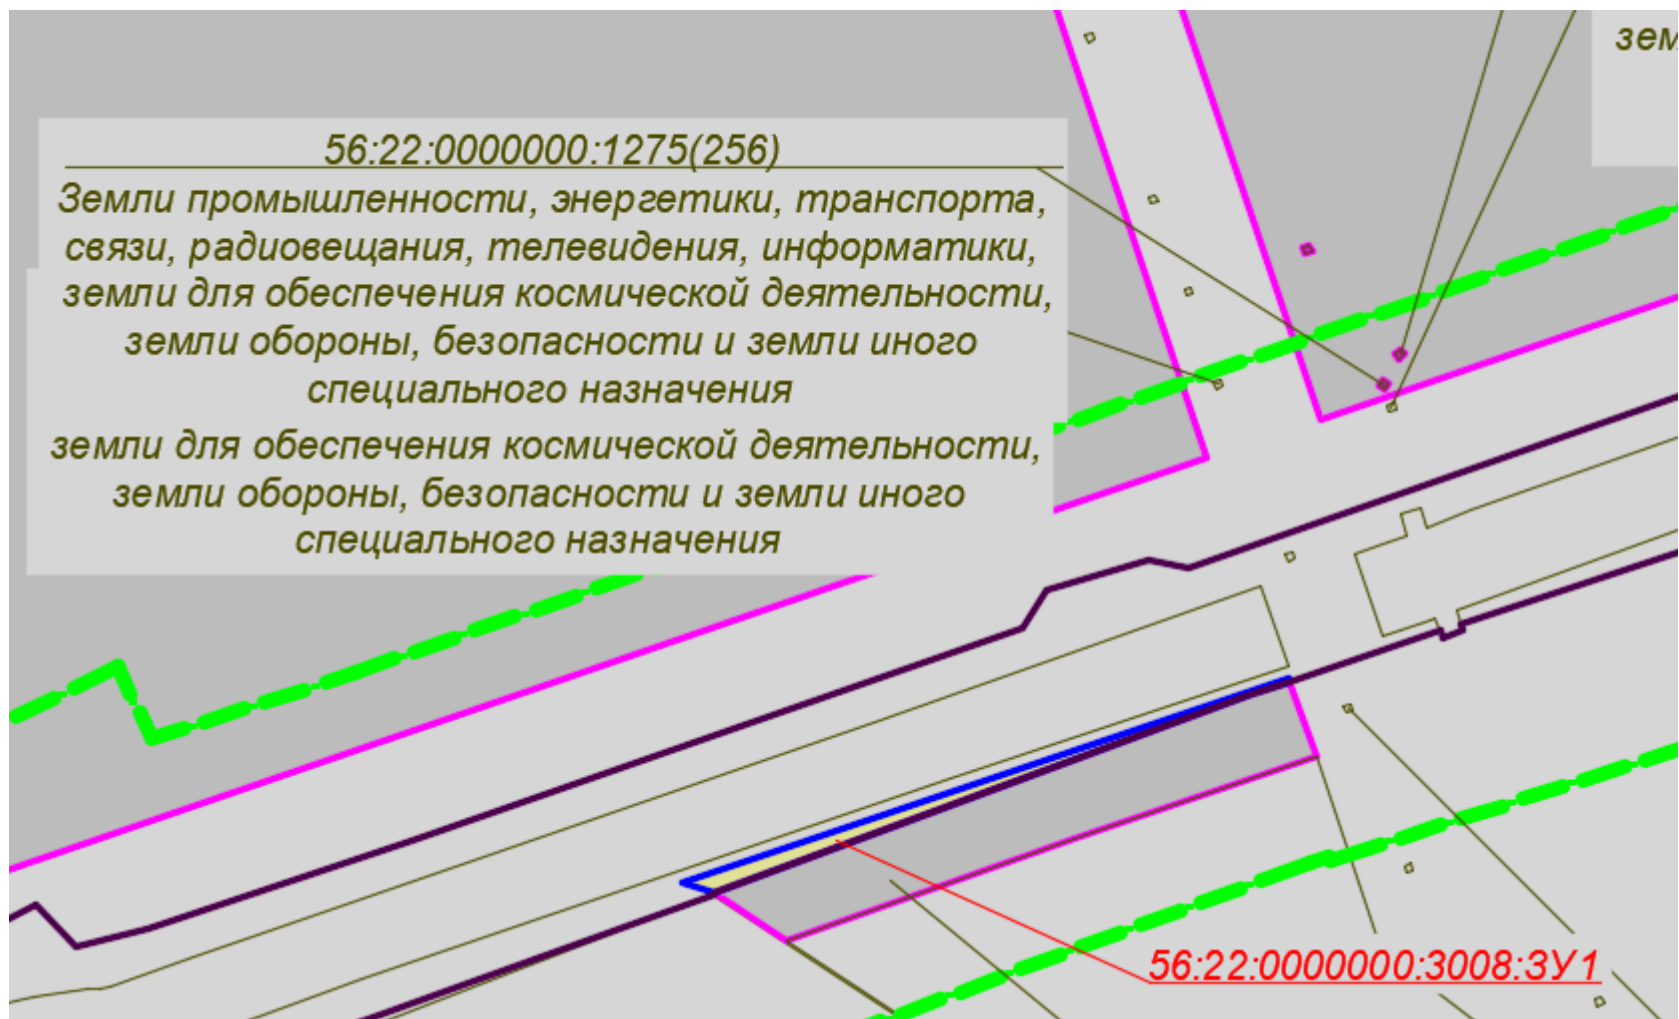 56:22:0000000:1275(256)
Земли промышленности, энергетики, транспорта,
связи, радиовещания, телевидения, информатики,
земли для обеспечения космической деятельности,
земли обороны, безопасности и земли иного
специального назначения
земли для обеспечения космической деятельности,
земли обороны, безопасности и земли иного
специального назначения
56:22:0000000:3008:ЗУ1